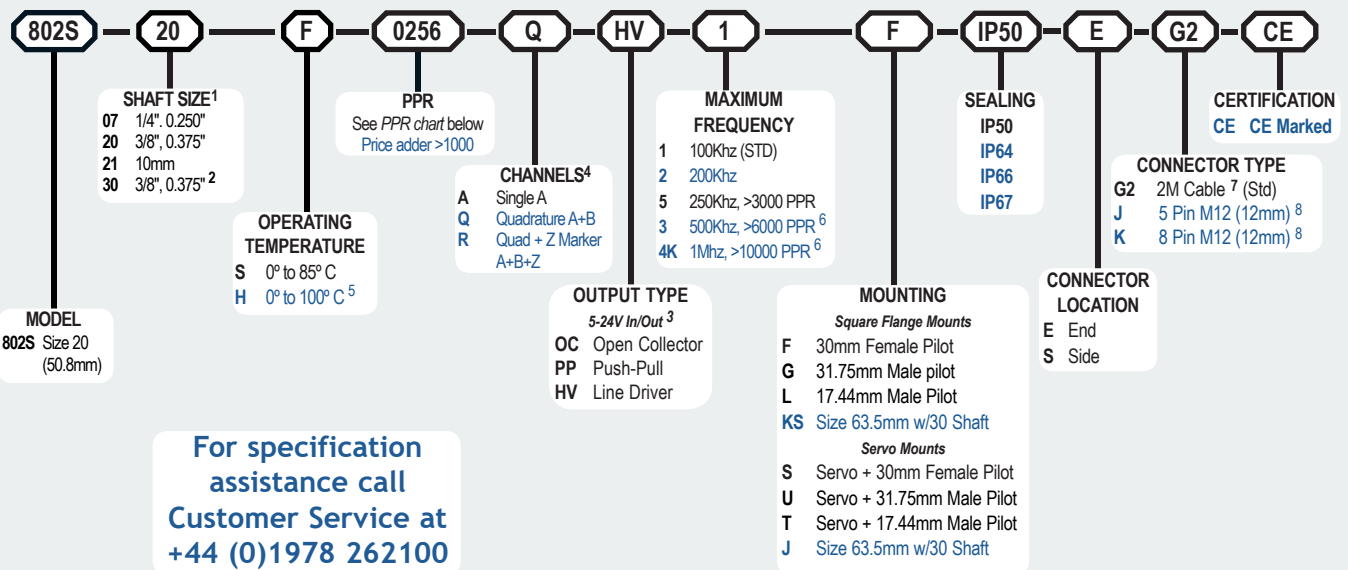 802S 20 F 0256 Q HV 1 F IP50 E G2 CE
SHAFT SIZE1
07 1/4". 0.250"
20 3/8", 0.375"
21 10mm
30 3/8", 0.375" 2
PPR
See PPR chart below
Price adder >1000
MAXIMUM
FREQUENCY
1 100Khz (STD)
2 200Khz
5 250Khz, >3000 PPR
3 500Khz, >6000 PPR 6
4K 1Mhz, >10000 PPR 6
SEALING
IP50
IP64
IP66
IP67
CERTIFICATION
CE CE Marked
CONNECTOR TYPE
G2 2M Cable 7 (Std)
J 5 Pin M12 (12mm) 8
K 8 Pin M12 (12mm) 8
CHANNELS4
A Single A
Q Quadrature A+B
R Quad + Z Marker
A+B+Z
OPERATING
TEMPERATURE
S 0º to 85º C
H 0º to 100º C 5
CONNECTOR
LOCATION
E End
S Side
OUTPUT TYPE
5-24V In/Out 3
OC Open Collector
PP Push-Pull
HV Line Driver
MOUNTING
Square Flange Mounts
F 30mm Female Pilot
G 31.75mm Male pilot
L 17.44mm Male Pilot
KS Size 63.5mm w/30 Shaft
Servo Mounts
S Servo + 30mm Female Pilot
U Servo + 31.75mm Male Pilot
T Servo + 17.44mm Male Pilot
J Size 63.5mm w/30 Shaft
MODEL
802S Size 20
(50.8mm)
For specification
assistance call
Customer Service at
+44 (0)1978 262100